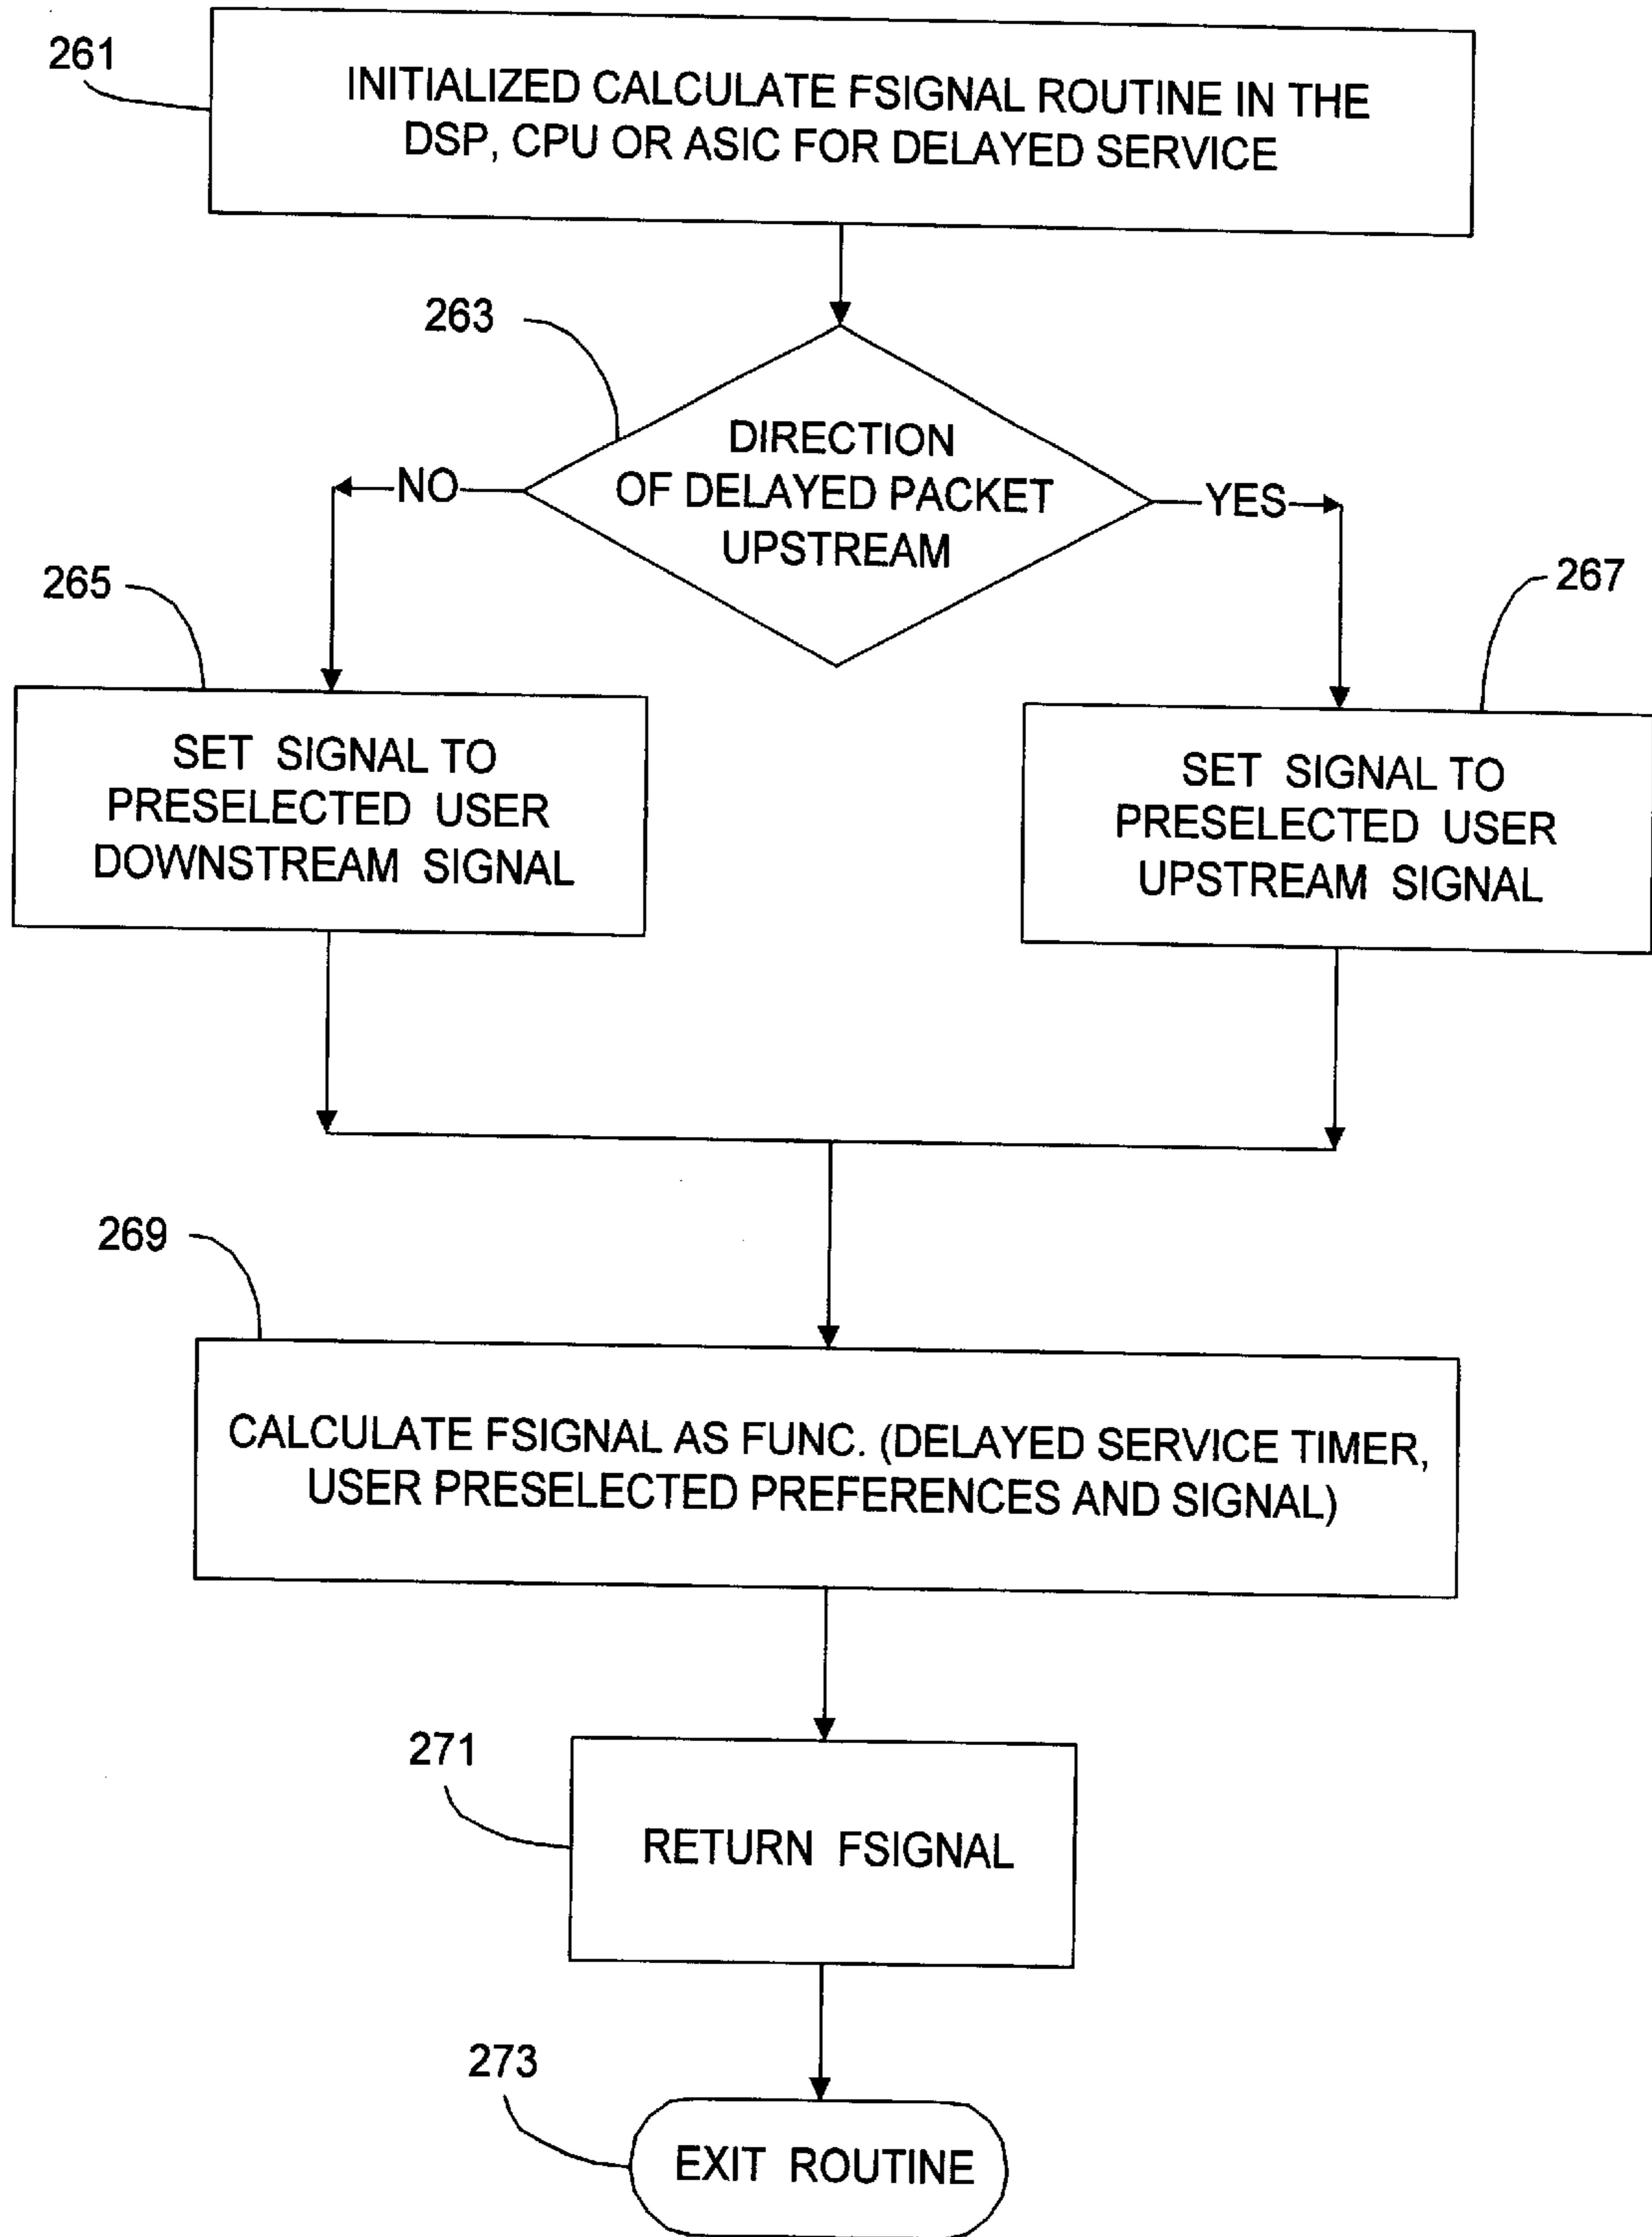 261
INITIALIZED CALCULATE FSIGNAL ROUTINE IN THE
DSP, CPU OR ASIC FOR DELAYED SERVICE
263
DIRECTION
OF DELAYED PACKET
UPSTREAM
NO
YES
265
267
SET SIGNAL TO
PRESELECTED USER
DOWNSTREAM SIGNAL
SET SIGNAL TO
PRESELECTED USER
UPSTREAM SIGNAL
269
CALCULATE FSIGNAL AS FUNC. (DELAYED SERVICE TIMER,
USER PRESELECTED PREFERENCES AND SIGNAL)
271
RETURN FSIGNAL
273
EXIT ROUTINE